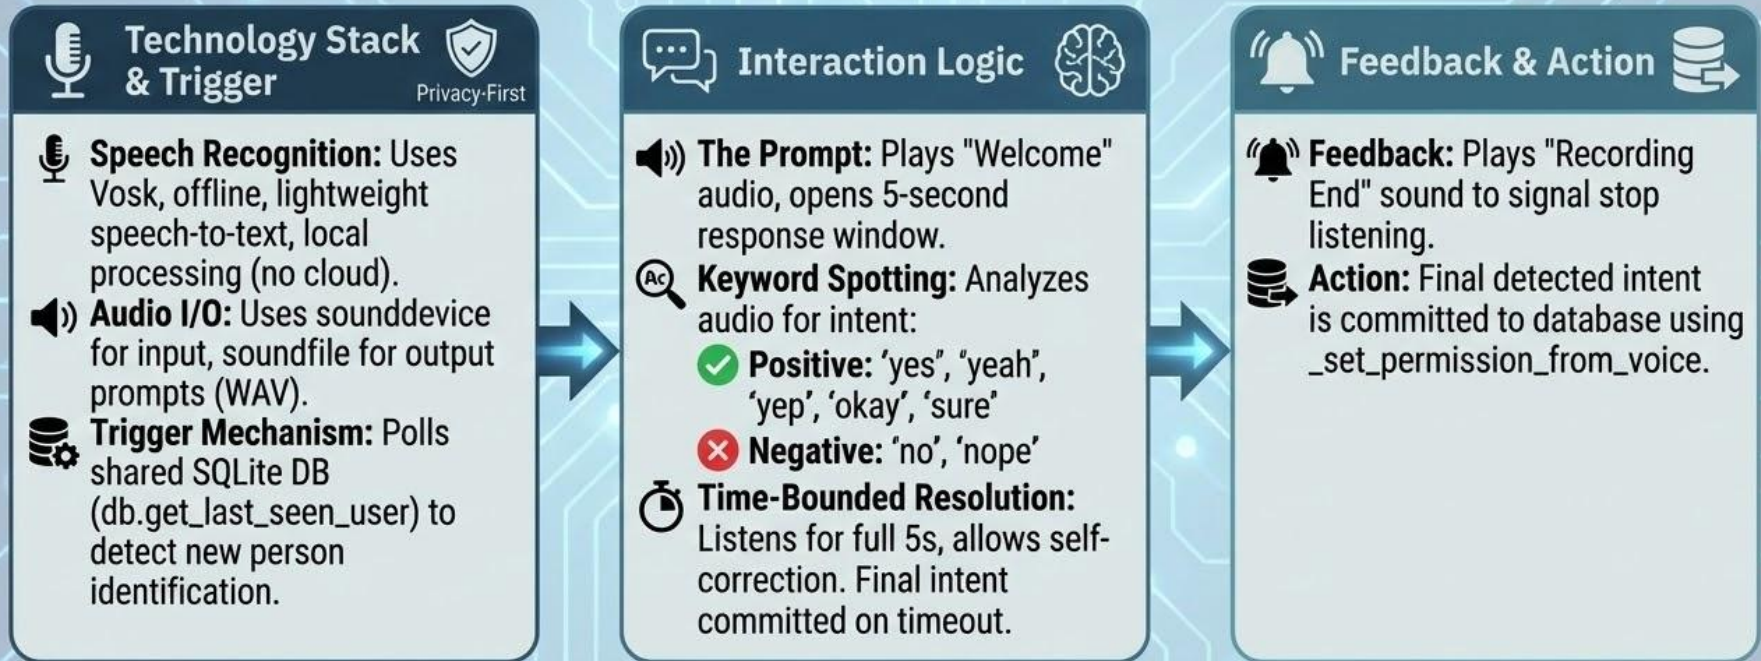 Technology Stack
& Trigger
Privacy-First
Speech Recognition: Uses
Vosk, offline, lightweight
speech-to-text, local
processing (no cloud).
Audio I/O: Uses sounddevice
for input, soundfile for output
prompts (WAV).
Trigger Mechanism: Polls
shared SQLite DB
(db.get_last_seen_user) to
detect new person
identification.
Interaction Logic
The Prompt: Plays "Welcome"
audio, opens 5-second
response window.
Ac
Keyword Spotting: Analyzes
audio for intent:
Positive: 'yes", 'yeah',
'yep', 'okay', 'sure'
Negative: 'no', 'nope'
Time-Bounded Resolution:
Listens for full 5s, allows self-
correction. Final intent
committed on timeout.
Feedback & Action
Feedback: Plays "Recording
End" sound to signal stop
listening.
Action: Final detected intent
is committed to database using
_set_permission_from_voice.